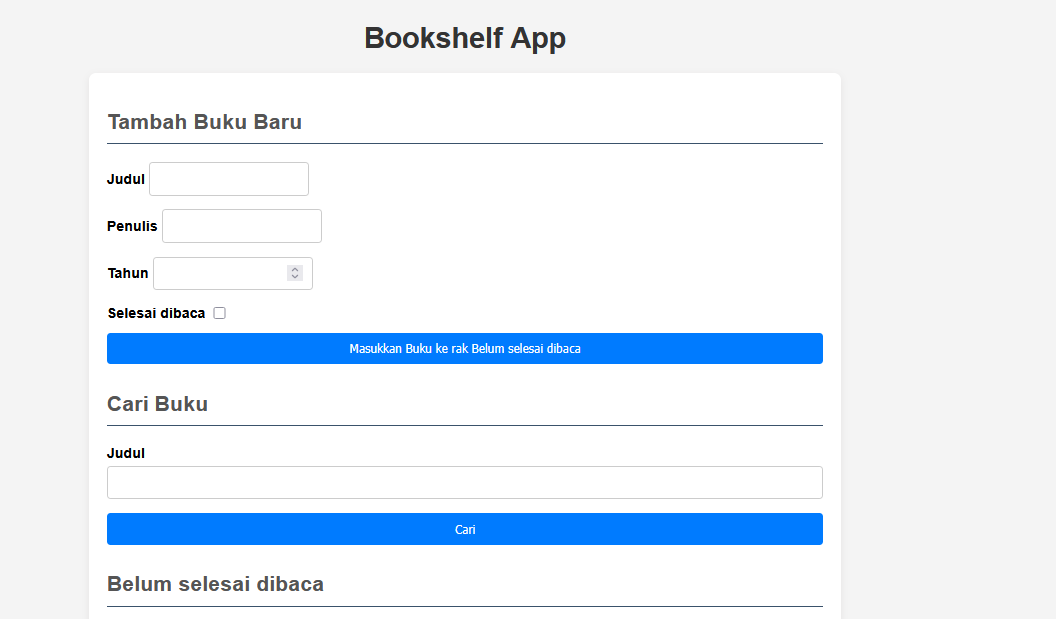 Bookshelf App
Tambah Buku Baru
Judul
Penulis
Tahun
Selesai dibaca
Masukkan Buku ke rak Belum selesai dibaca
Cari Buku
Judul
Cari
Belum selesai dibaca